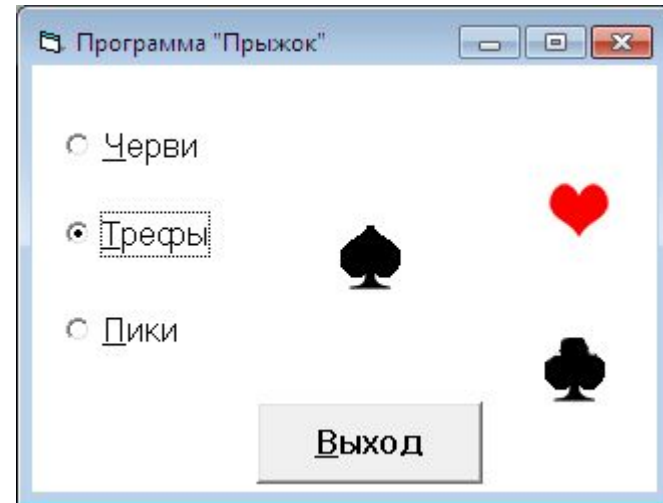 Программа "Прыжок"
Черви
Трефы
Пики
Выход